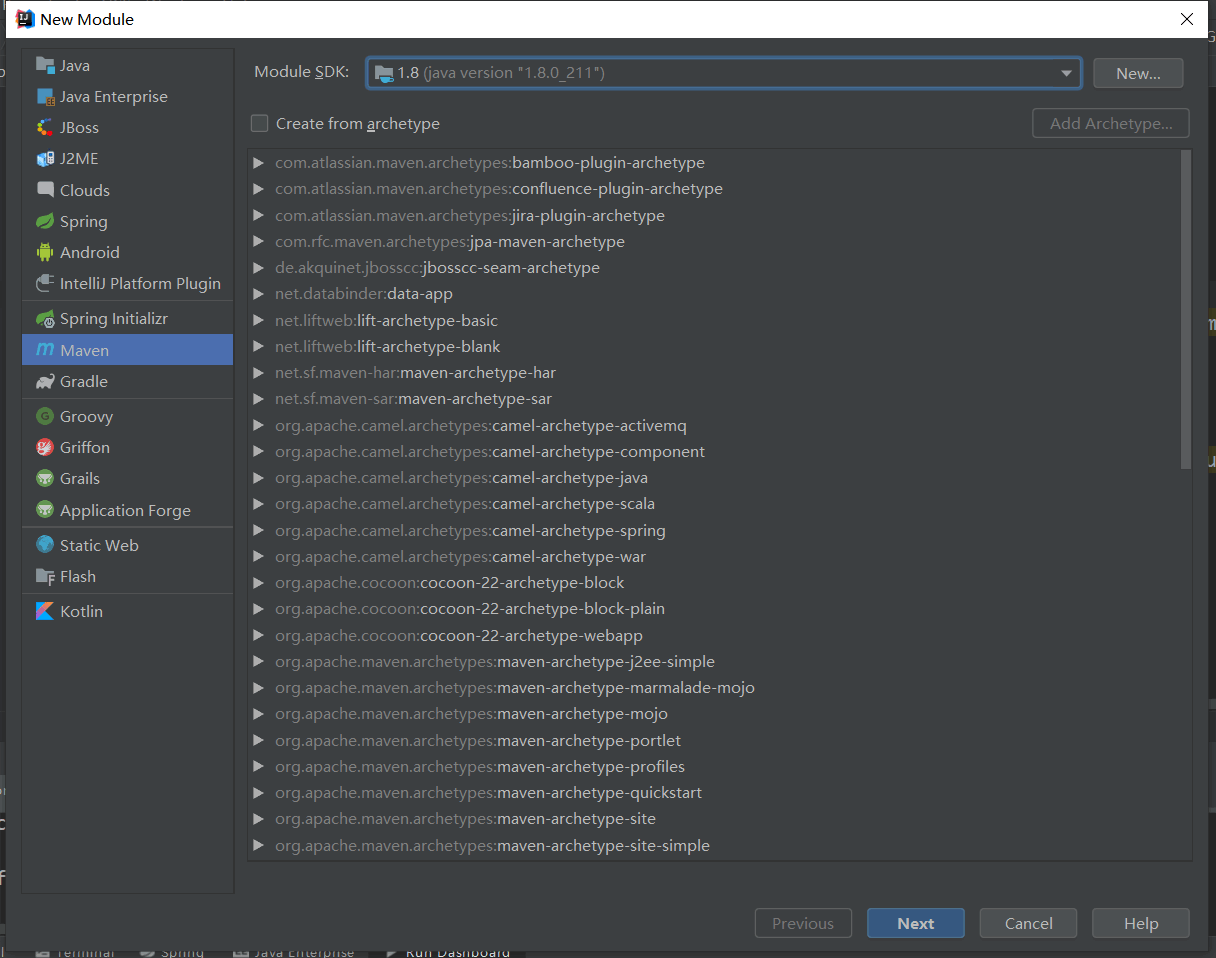 New Module
Java
Java Enterprise
JBoss
J2ME
Clouds
Spring
Android
IntelliJ Platform Plugin
Spring Initializr
Maven
Gradle
Groovy
Griffon
Grails
Application Forge
Static Web
Flash
Kotlin
Module SDK: 1.8 (java version "1.8.0_211") New...
Create from archetype Add Archetype...
com.atlassian.maven.archetypes:bamboo-plugin-archetype
com.atlassian.maven.archetypes:confluence-plugin-archetype
com.atlassian.maven.archetypes:jira-plugin-archetype
com.rfc.maven.archetypes:jpa-maven-archetype
de.akquinet.jbosscc:jbosscc-seam-archetype
net.databinder:data-app
net.liftweb:lift-archetype-basic
net.liftweb:lift-archetype-blank
net.sf.maven-har:maven-archetype-har
net.sf.maven-sar:maven-archetype-sar
org.apache.camel.archetypes:camel-archetype-activemq
org.apache.camel.archetypes:camel-archetype-component
org.apache.camel.archetypes:camel-archetype-java
org.apache.camel.archetypes:camel-archetype-scala
org.apache.camel.archetypes:camel-archetype-spring
org.apache.camel.archetypes:camel-archetype-war
org.apache.cocoon:cocoon-22-archetype-block
org.apache.cocoon:cocoon-22-archetype-block-plain
org.apache.cocoon:cocoon-22-archetype-webapp
org.apache.maven.archetypes:maven-archetype-j2ee-simple
org.apache.maven.archetypes:maven-archetype-marmalade-mojo
org.apache.maven.archetypes:maven-archetype-mojo
org.apache.maven.archetypes:maven-archetype-portlet
org.apache.maven.archetypes:maven-archetype-profiles
org.apache.maven.archetypes:maven-archetype-quickstart
org.apache.maven.archetypes:maven-archetype-site
org.apache.maven.archetypes:maven-archetype-site-simple
Previous Next Cancel Help
Terminal Spring Java Enterprise Run Dashboard